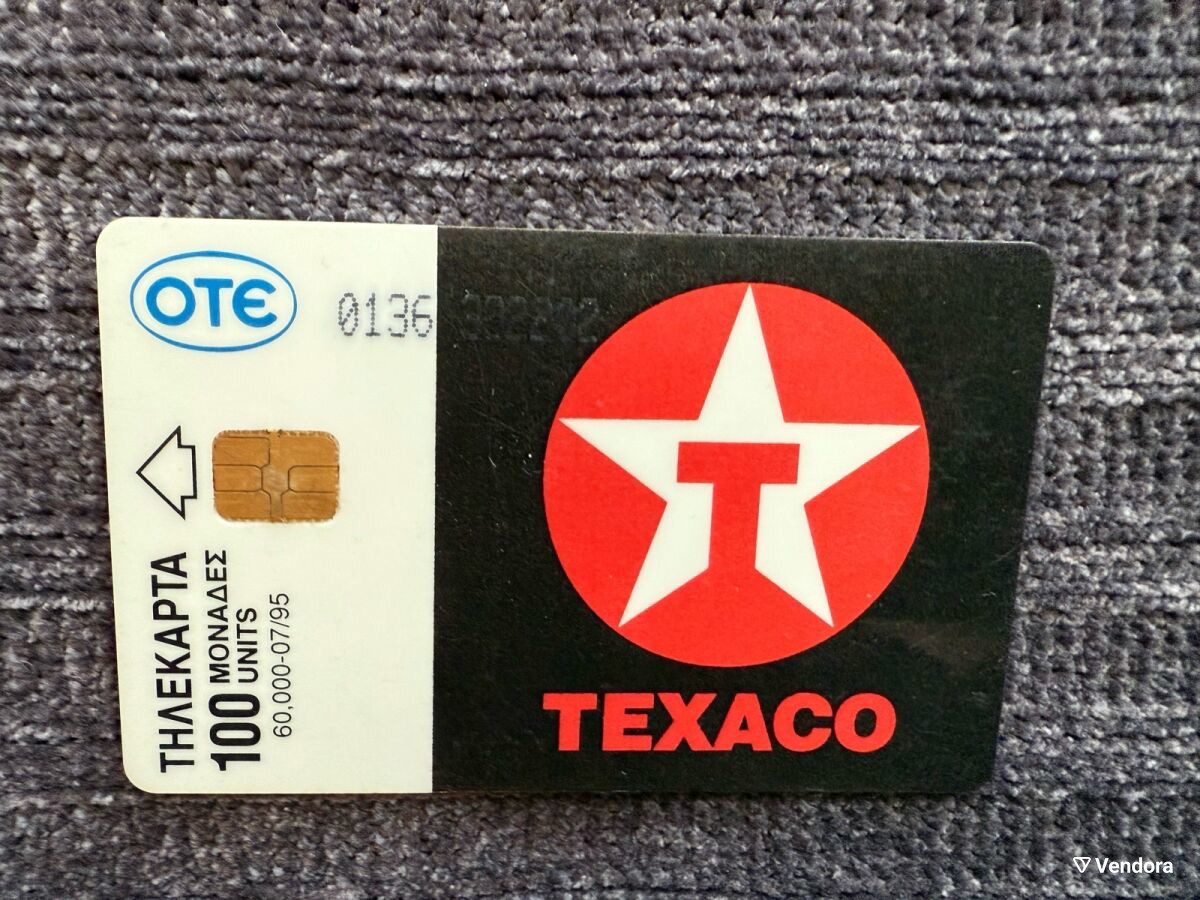 OTE
0136
ΤΗΛΕΚΑΡΤΑ
100 ΜΟΝΑΔΕΣ
UNITS
60,000-07/95
T
TEXACO
Vendora